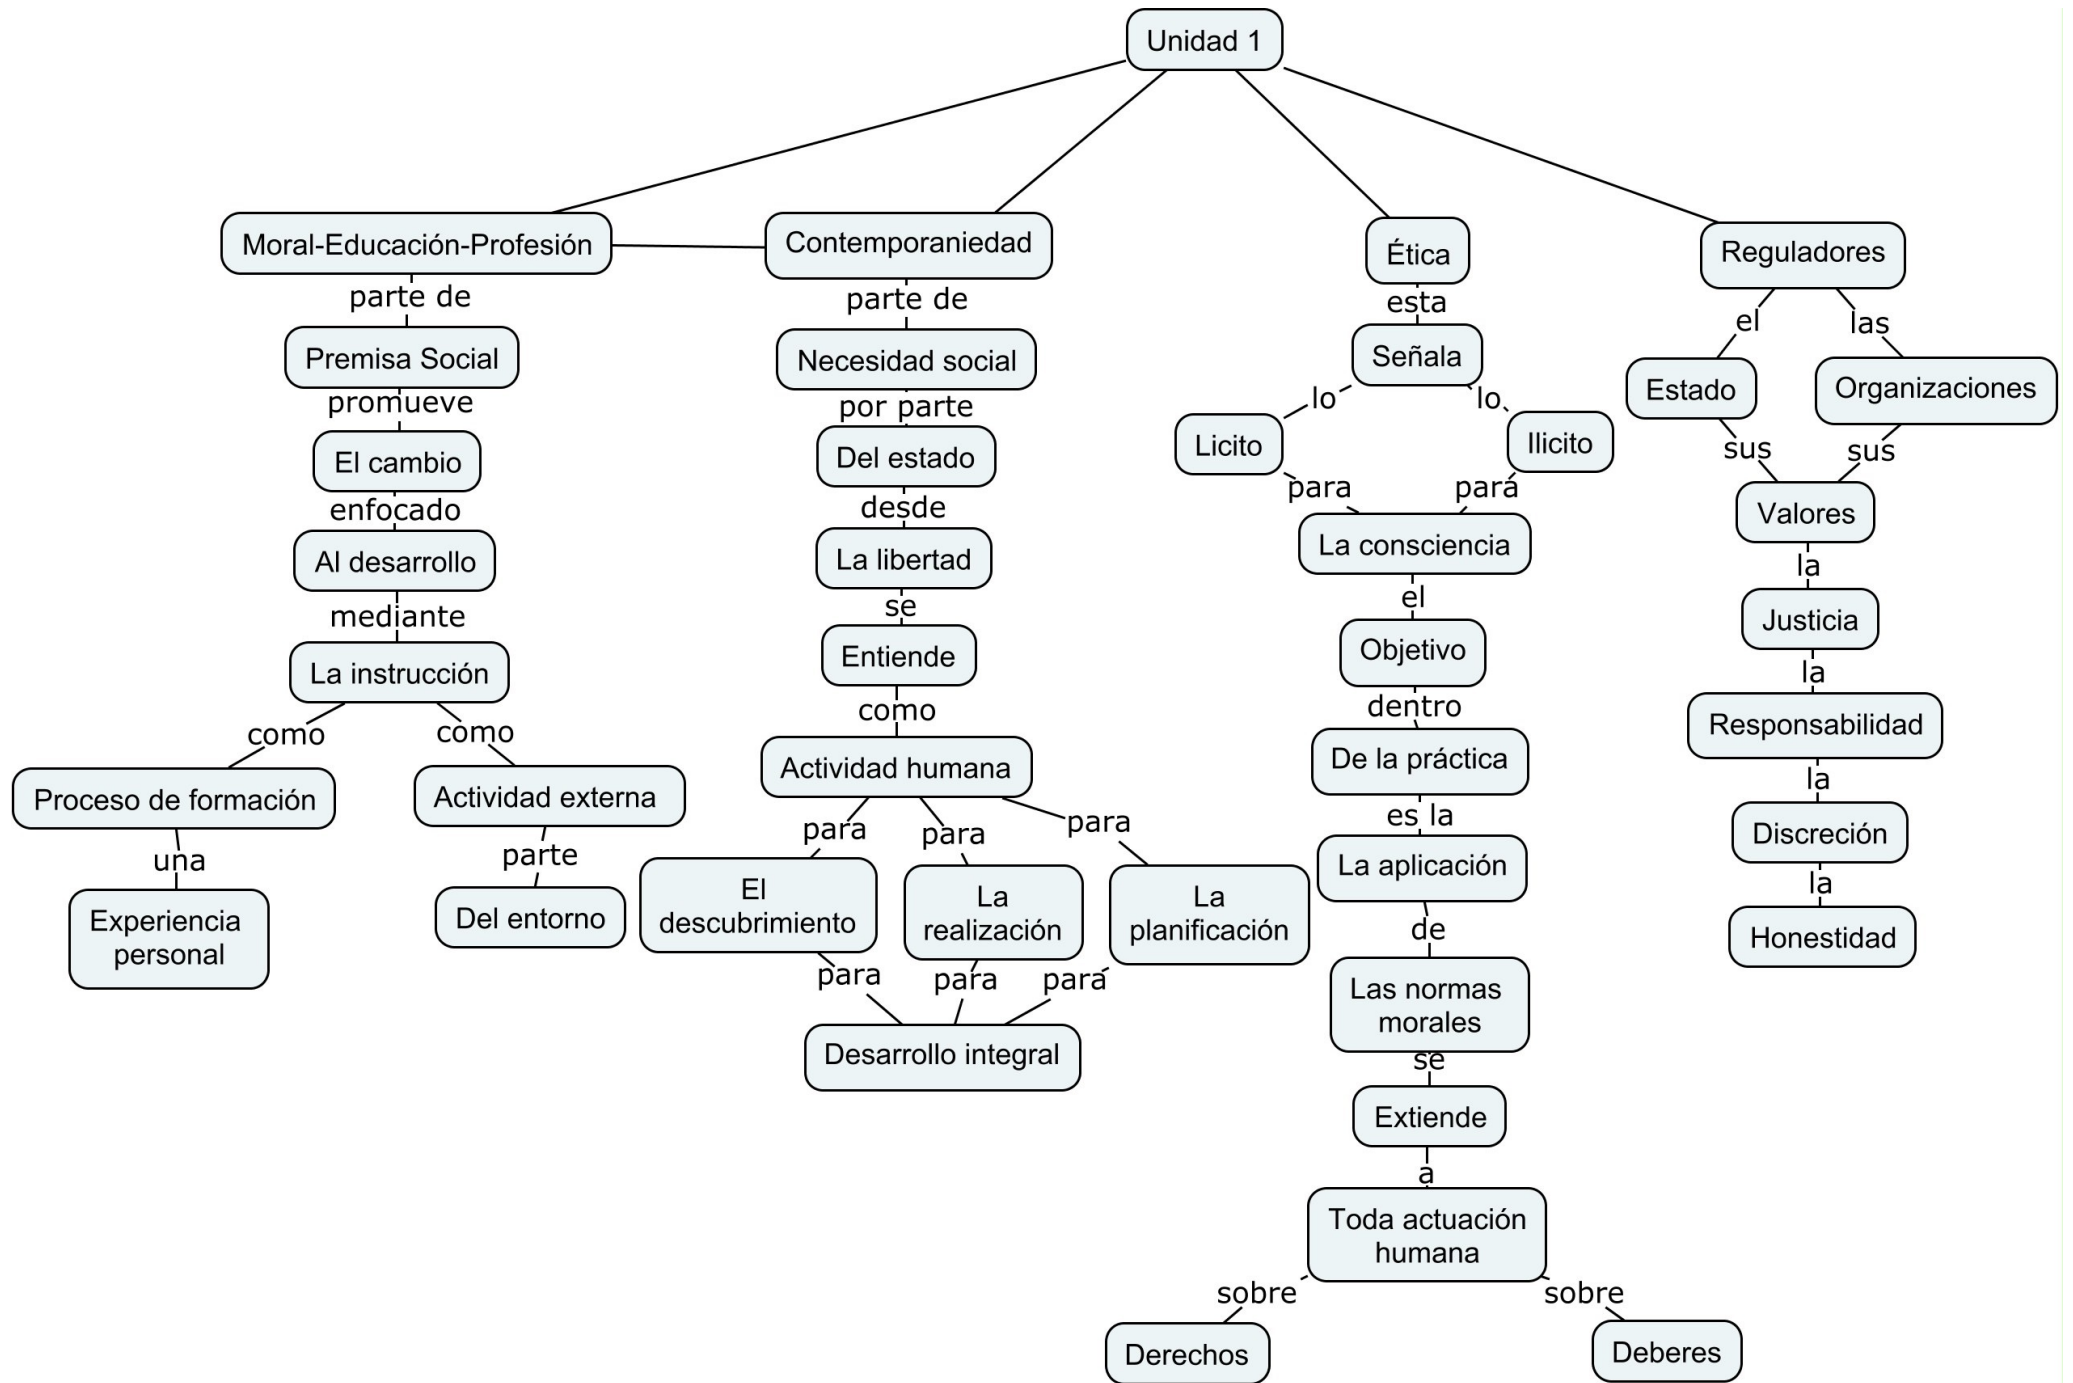 Unidad 1
Moral-Educación-Profesión
parte de
Premisa Social
promueve
El cambio
enfocado
Al desarrollo
mediante
La instrucción
como
como
Proceso de formación
una
Experiencia
personal
Actividad externa
parte
Del entorno
Contemporaniedad
parte de
Necesidad social
por parte
Del estado
desde
La libertad
se
Entiende
como
Actividad humana
para
para
para
El
descubrimiento
La
realización
La
planificación
para
para
para
Desarrollo integral
Ética
esta
Señala
lo
lo
Licito
Ilicito
para
para
La consciencia
el
Objetivo
dentro
De la práctica
es la
La aplicación
de
Las normas
morales
se
Extiende
a
Toda actuación
humana
sobre
sobre
Derechos
Deberes
Reguladores
el
las
Estado
Organizaciones
sus
sus
Valores
la
Justicia
la
Responsabilidad
la
Discreción
la
Honestidad